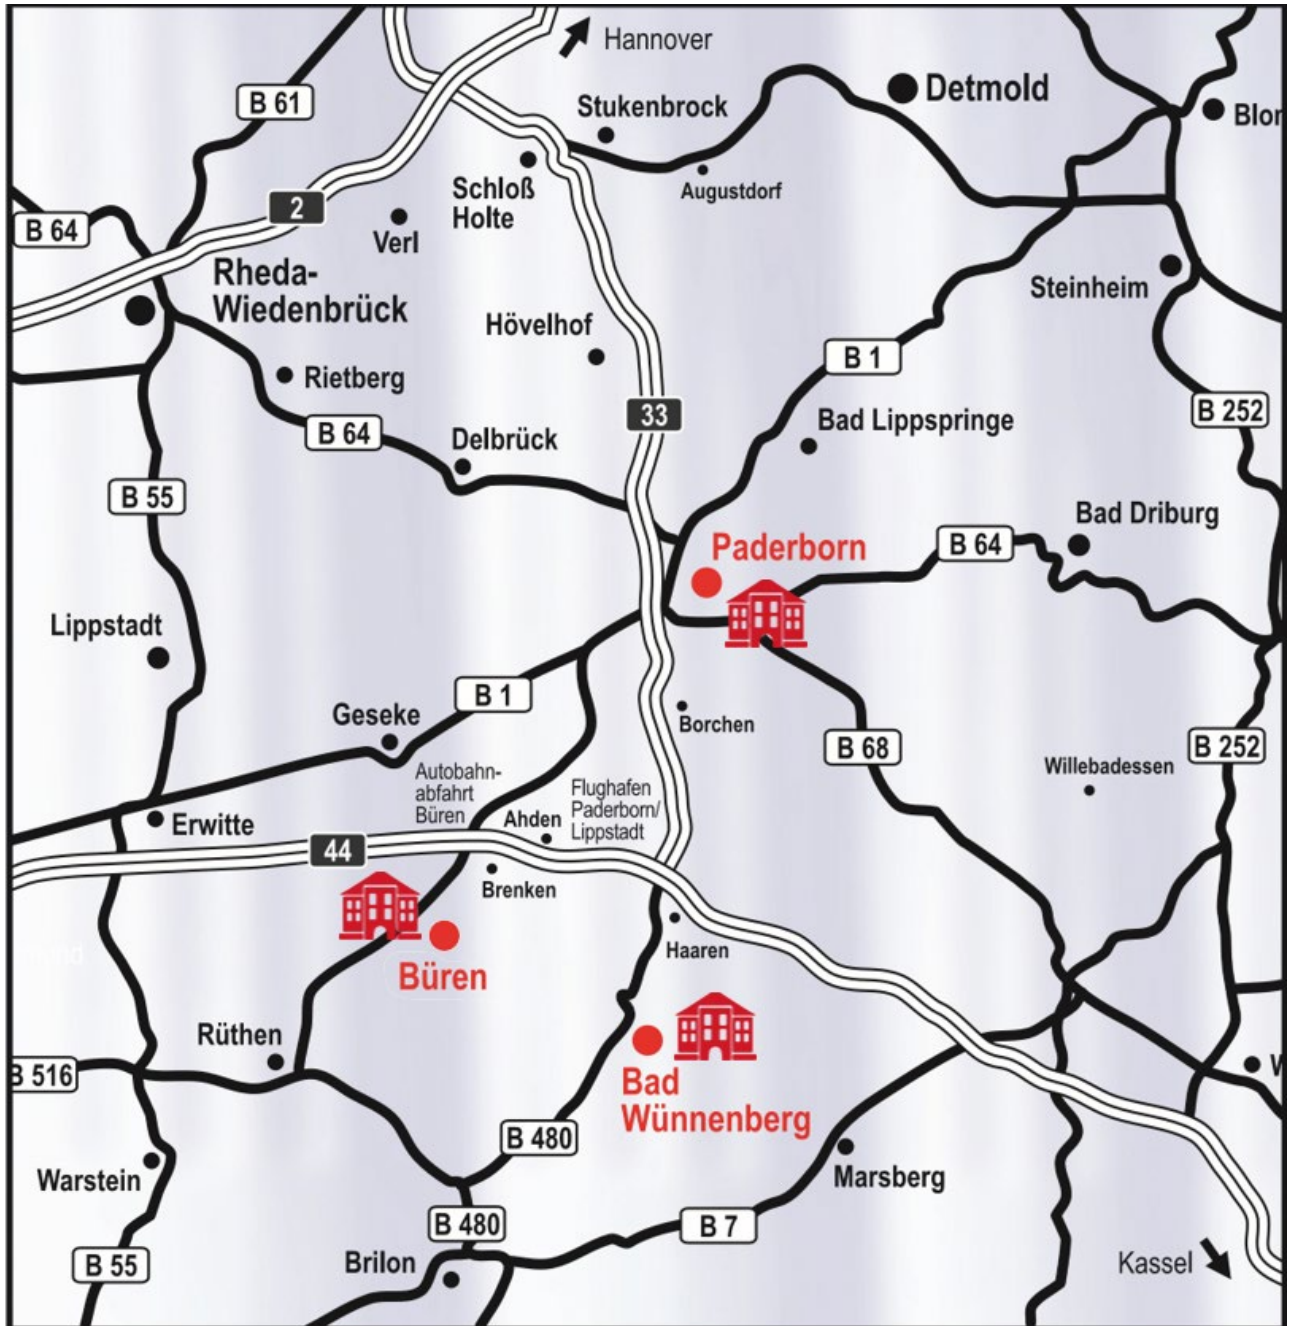 Hannover
Detmold
B 61
Stukenbrock
Blor
Schloß
Holte
Augustdorf
2
B 64
Verl
Rheda-
Wiedenbrück
Steinheim
Hövelhof
B 1
Rietberg
33
B 252
Bad Lippspringe
B 64
Delbrück
B 55
Bad Driburg
Paderborn
B 64
Lippstadt
B 1
Geseke
Borchen
B 68
B 252
Willebadessen
Autobahn-
abfahrt
Büren
Flughafen
Paderborn/
Lippstadt
Ahden
Erwitte
44
Brenken
Haaren
Büren
Rüthen
B 516
W
Bad
Wünnenberg
B 480
Warstein
Marsberg
B 480
B 7
B 55
Brilon
Kassel